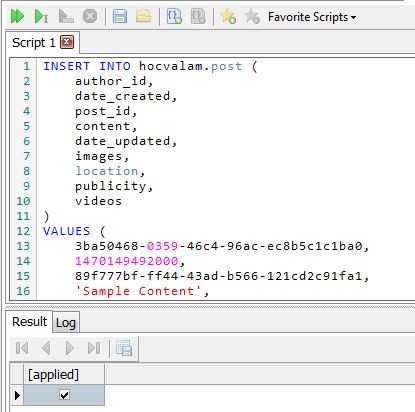 Favorite Scripts
Script 1
1 INSERT INTO hocvalam.post (
2 author_id,
3 date_created,
4 post_id,
5 content,
6 date_updated,
7 images,
8 location,
9 publicity,
10 videos
11 )
12 VALUES (
13 3ba50468-0359-46c4-96ac-ec8b5c1c1ba0,
14 1470149492000,
15 89f777bf-ff44-43ad-b566-121cd2c91fa1,
16 'Sample Content',
Result Log
[applied]